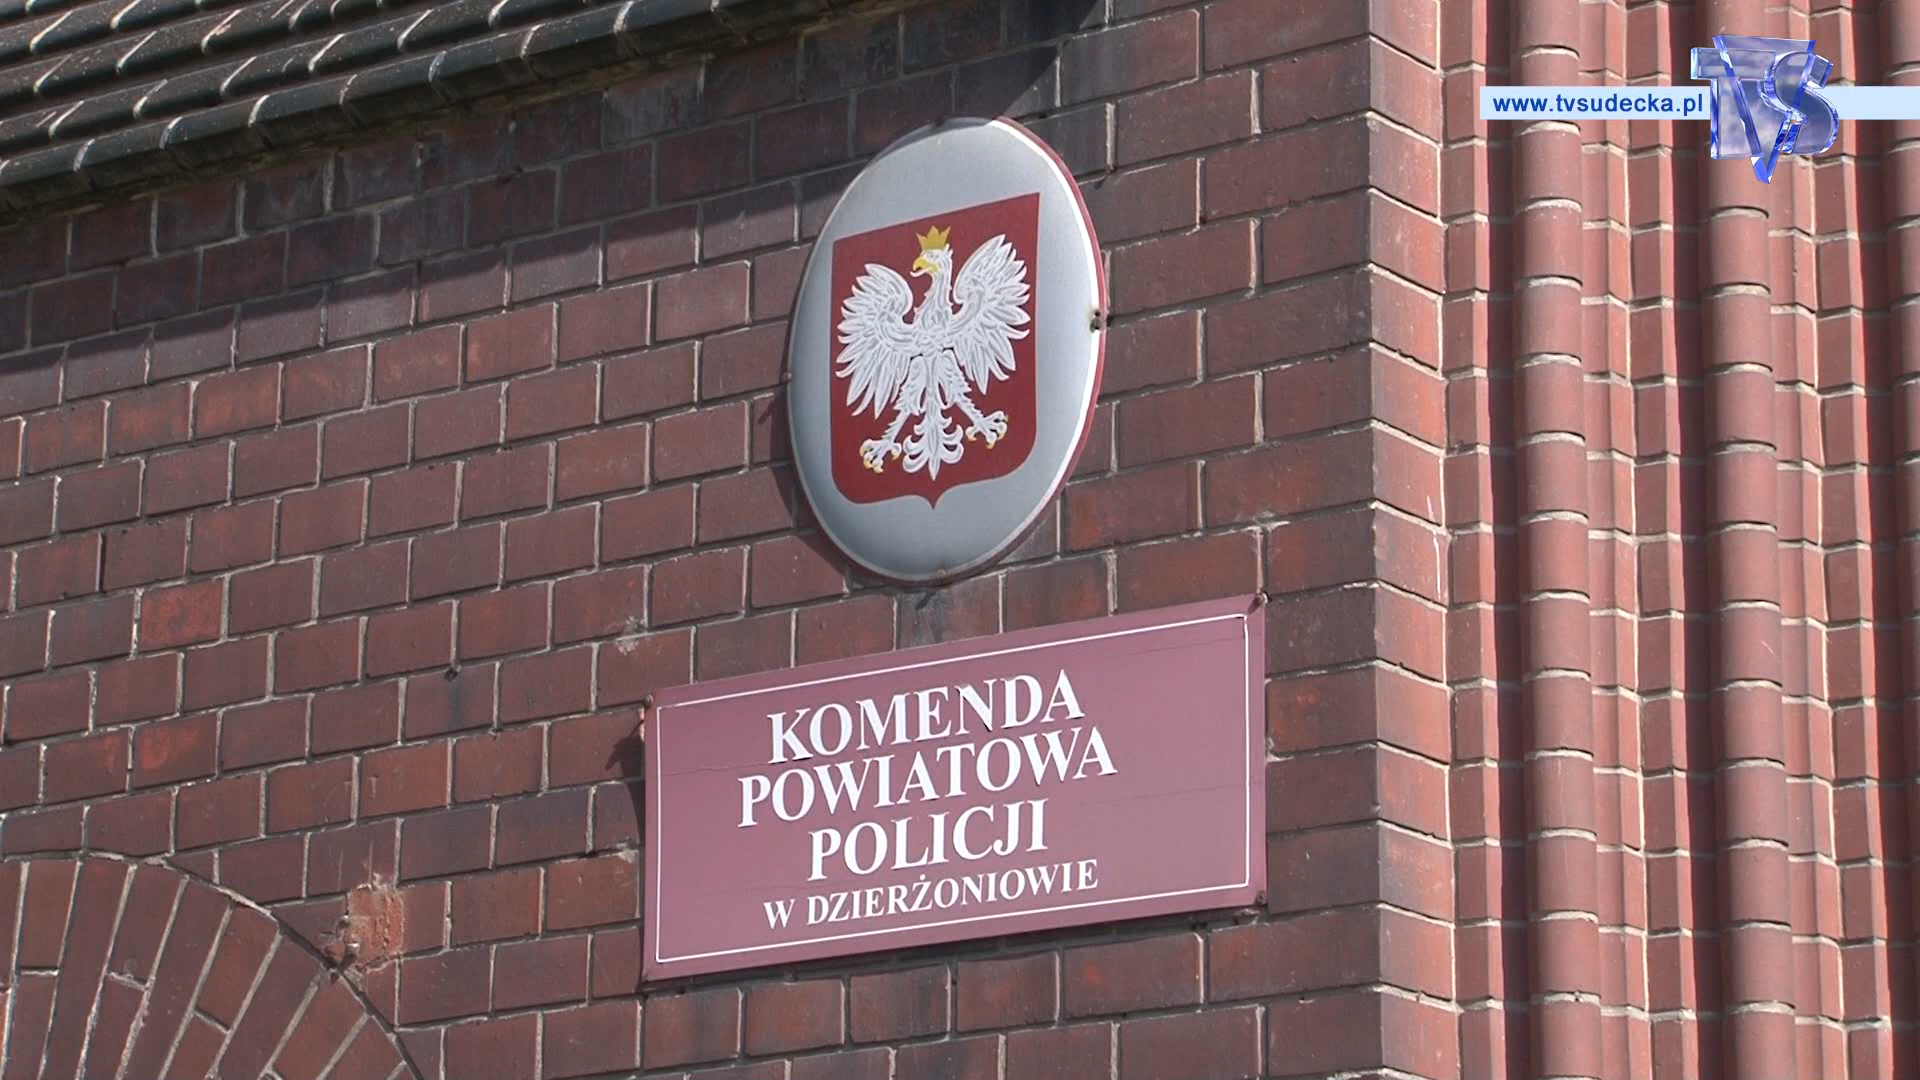 www.tvsudecka.pl
TVS
KOMENDA
POWIATOWA
POLICJI
W DZIERŻONIOWIE